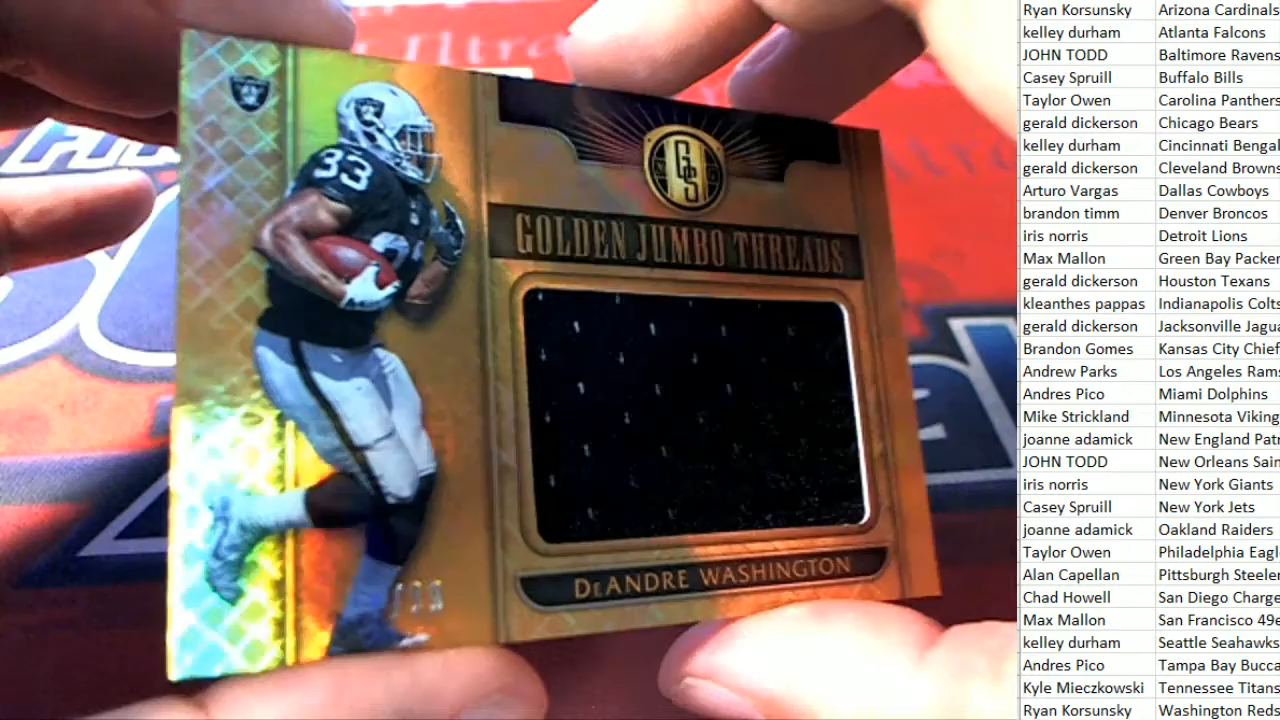 33
GS
GOLDEN JUMBO THREADS
DEANDRE WASHINGTON
Ryan Korsunsky Arizona Cardinals
kelley durham Atlanta Falcons
JOHN TODD Baltimore Ravens
Casey Spruill Buffalo Bills
Taylor Owen Carolina Panthers
gerald dickerson Chicago Bears
kelley durham Cincinnati Bengal
gerald dickerson Cleveland Browns
Arturo Vargas Dallas Cowboys
brandon timm Denver Broncos
iris norris Detroit Lions
Max Mallon Green Bay Packer
gerald dickerson Houston Texans
kleanthes pappas Indianapolis Colts
gerald dickerson Jacksonville Jagua
Brandon Gomes Kansas City Chief
Andrew Parks Los Angeles Rams
Andres Pico Miami Dolphins
Mike Strickland Minnesota Viking
joanne adamick New England Patr
JOHN TODD New Orleans Sain
iris norris New York Giants
Casey Spruill New York Jets
joanne adamick Oakland Raiders
Taylor Owen Philadelphia Eagle
Alan Capellan Pittsburgh Steeler
Chad Howell San Diego Charge
Max Mallon San Francisco 49e
kelley durham Seattle Seahawks
Andres Pico Tampa Bay Bucca
Kyle Mieczkowski Tennessee Titans
Ryan Korsunsky Washington Reds